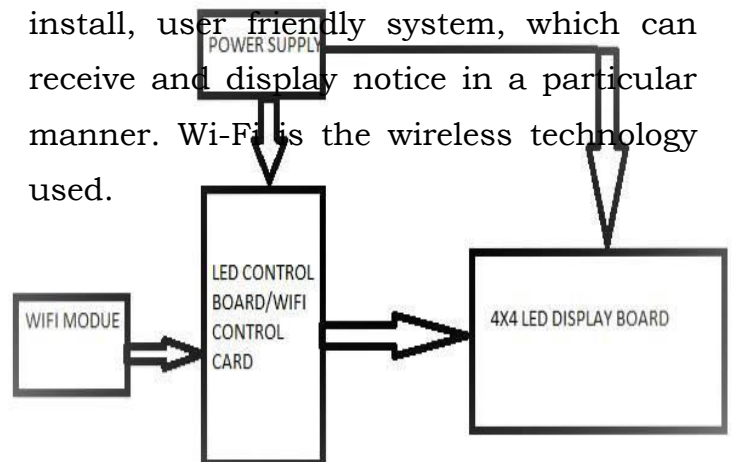 install, user friendly system, which can
receive and display notice in a particular
manner. Wi-Fi is the wireless technology
used.
POWER SUPPLY
LED CONTROL
BOARD/WIFI
CONTROL
CARD
WIFI MODUE
4X4 LED DISPLAY BOARD